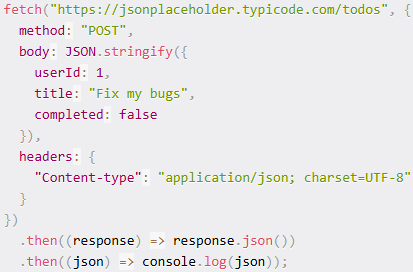 fetch("https://jsonplaceholder.typicode.com/todos", {
  method: "POST",
  body: JSON.stringify({
    userId: 1,
    title: "Fix my bugs",
    completed: false
  }),
  headers: {
    "Content-type": "application/json; charset=UTF-8"
  }
})
  .then((response) => response.json())
  .then((json) => console.log(json));